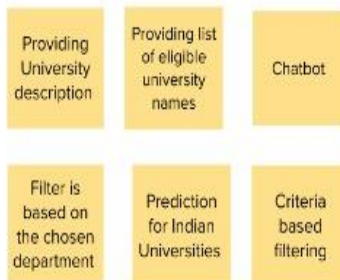 Providing
University
description
Providing list
of eligible
university
names
Chatbot
Filter is
based on
the chosen
department
Prediction
for Indian
Universities
Criteria
based
filtering